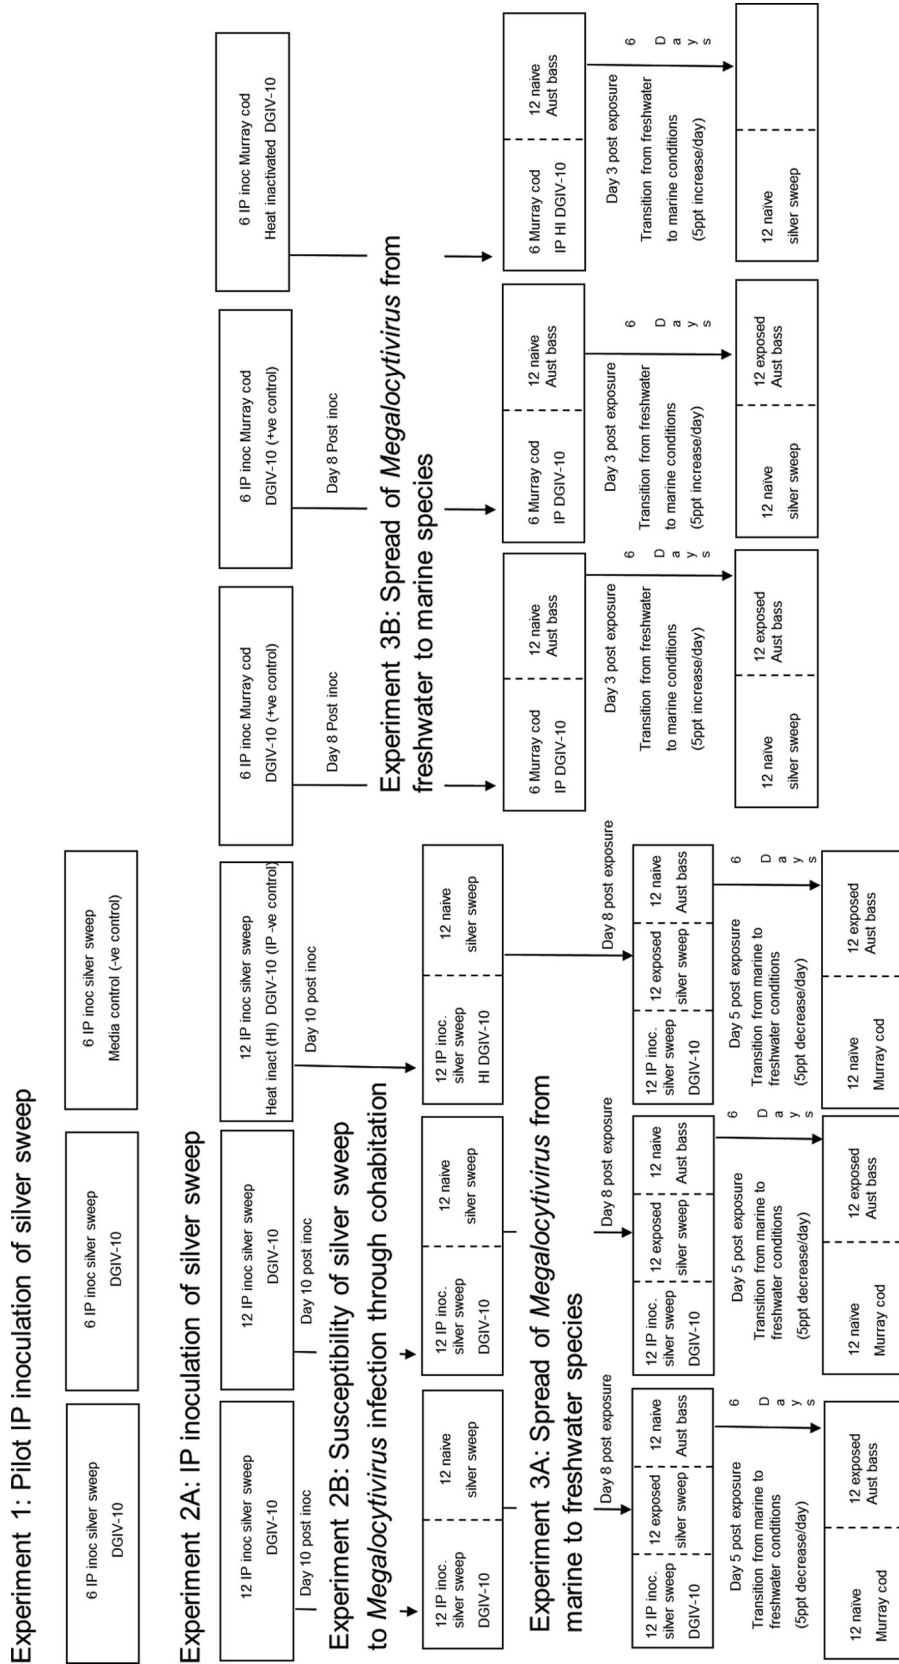 Experiment 1: Pilot IP inoculation of silver sweep
6 IP inoc silver sweep
DGIV-10
6 IP inoc silver sweep
DGIV-10
6 IP inoc silver sweep
Media control (-ve control)
Experiment 2A: IP inoculation of silver sweep
12 IP inoc silver sweep
DGIV-10
12 IP inoc silver sweep
DGIV-10
12 IP inoc silver sweep
Heat inact (HI) DGIV-10 (IP -ve control)
6 IP inoc Murray cod
DGIV-10 (+ve control)
6 IP inoc Murray cod
DGIV-10 (+ve control)
6 IP inoc Murray cod
Heat inactivated DGIV-10
Day 10 post inoc
Day 10 post inoc
Day 10 post inoc
Day 8 Post inoc
Day 8 Post inoc
Experiment 2B: Susceptibility of silver sweep
to Megalocytivirus infection through cohabitation
12 IP inoc.
silver sweep
DGIV-10
12 naive
silver sweep
12 IP inoc.
silver sweep
DGIV-10
12 naive
silver sweep
12 IP inoc.
silver sweep
HI DGIV-10
12 naive
silver sweep
Experiment 3B: Spread of Megalocytivirus from
freshwater to marine species
6 Murray cod
IP DGIV-10
12 naive
Aust bass
6 Murray cod
IP DGIV-10
12 naive
Aust bass
6 Murray cod
IP HI DGIV-10
12 naive
Aust bass
Experiment 3A: Spread of Megalocytivirus from
marine to freshwater species
Day 8 post exposure
Day 8 post exposure
Day 8 post exposure
12 IP inoc.
silver sweep
DGIV-10
12 exposed
silver sweep
12 naive
Aust bass
12 IP inoc.
silver sweep
DGIV-10
12 exposed
silver sweep
12 naive
Aust bass
12 IP inoc.
silver sweep
DGIV-10
12 exposed
silver sweep
12 naive
Aust bass
Day 3 post exposure
Transition from freshwater
to marine conditions
(5ppt increase/day)
6
D
a
y
s
Day 3 post exposure
Transition from freshwater
to marine conditions
(5ppt increase/day)
6
D
a
y
s
Day 3 post exposure
Transition from freshwater
to marine conditions
(5ppt increase/day)
6
D
a
y
s
12 naïve
silver sweep
12 exposed
Aust bass
12 naïve
silver sweep
12 exposed
Aust bass
12 naïve
silver sweep
Day 5 post exposure
Transition from marine to
freshwater conditions
(5ppt decrease/day)
6
D
a
y
s
Day 5 post exposure
Transition from marine to
freshwater conditions
(5ppt decrease/day)
6
D
a
y
s
Day 5 post exposure
Transition from marine to
freshwater conditions
(5ppt decrease/day)
6
D
a
y
s
12 naïve
Murray cod
12 exposed
Aust bass
12 naïve
Murray cod
12 exposed
Aust bass
12 naïve
Murray cod
12 exposed
Aust bass